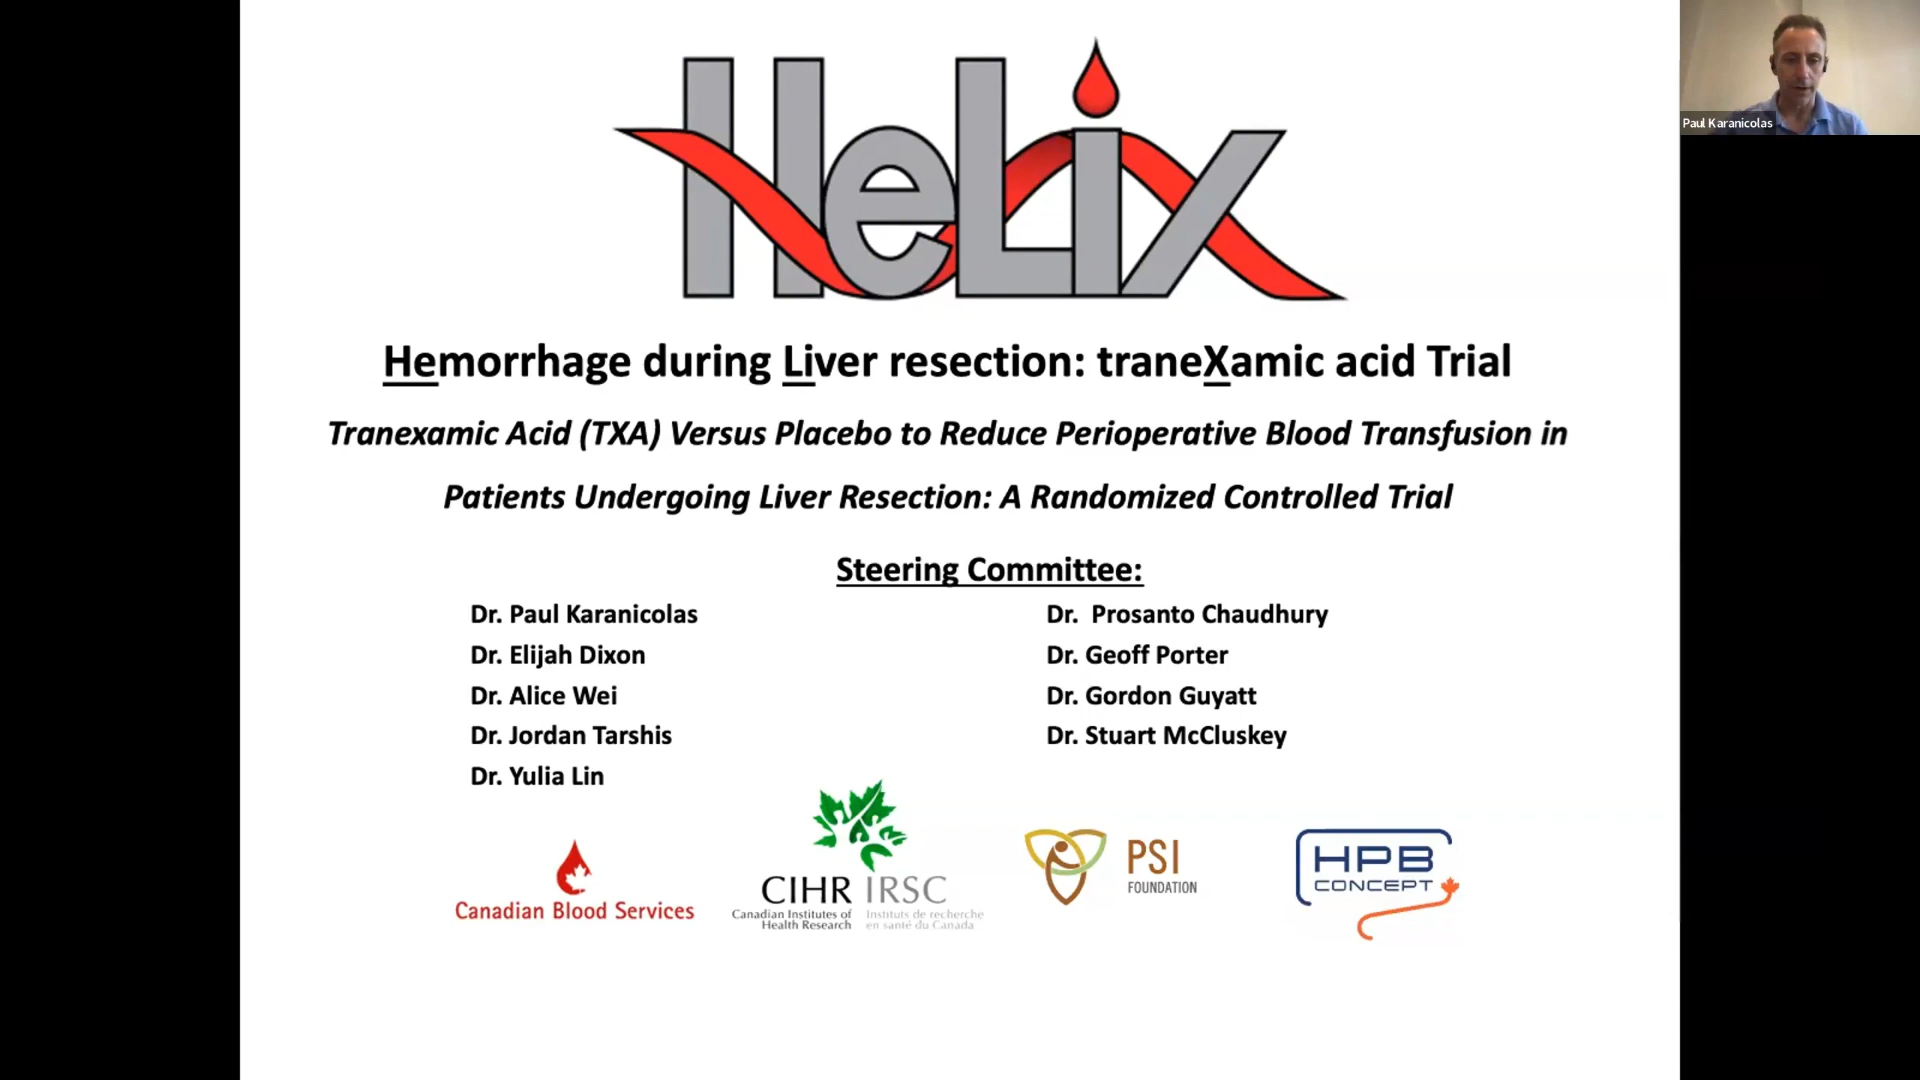 HeLix
Paul Karanicolas
Hemorrhage during Liver resection: traneXamic acid Trial
Tranexamic Acid (TXA) Versus Placebo to Reduce Perioperative Blood Transfusion in
Patients Undergoing Liver Resection: A Randomized Controlled Trial
Steering Committee:
Dr. Paul Karanicolas
Dr. Elijah Dixon
Dr. Alice Wei
Dr. Jordan Tarshis
Dr. Yulia Lin
Dr. Prosanto Chaudhury
Dr. Geoff Porter
Dr. Gordon Guyatt
Dr. Stuart McCluskey
Canadian Blood Services
CIHR IRSC
Canadian Institutes of Instituts de recherche
Health Research en santé du Canada
PSI
FOUNDATION
HPB
CONCEPT